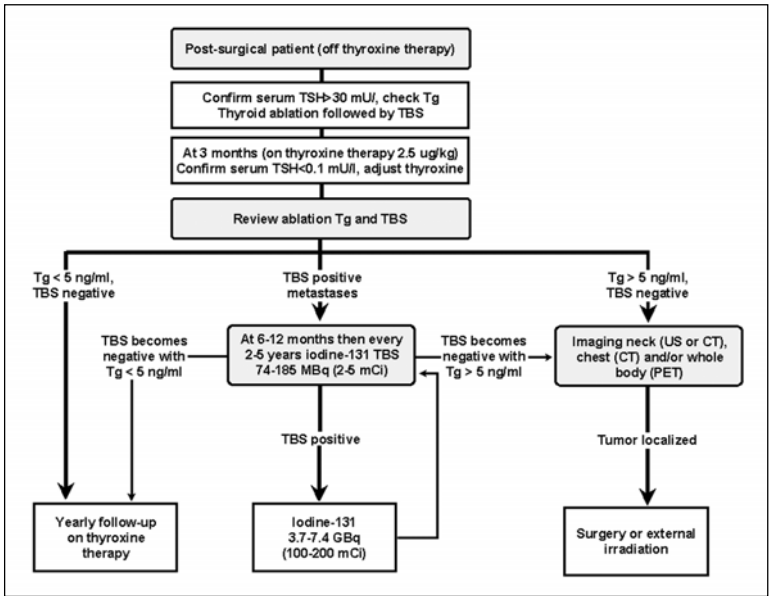 Post-surgical patient (off thyroxine therapy)
Confirm serum TSH>30 mU/, check Tg
Thyroid ablation followed by TBS
At 3 months (on thyroxine therapy 2.5 ug/kg)
Confirm serum TSH<0.1 mU/l, adjust thyroxine
Review ablation Tg and TBS
Tg < 5 ng/ml,
TBS negative
TBS positive
metastases
Tg > 5 ng/ml,
TBS negative
TBS becomes
negative with
Tg < 5 ng/ml
At 6-12 months then every
2-5 years iodine-131 TBS
74-185 MBq (2-5 mCi)
TBS becomes
negative with
Tg > 5 ng/ml
Imaging neck (US or CT),
chest (CT) and/or whole
body (PET)
TBS positive
Tumor localized
Yearly follow-up
on thyroxine
therapy
Iodine-131
3.7-7.4 GBq
(100-200 mCi)
Surgery or external
irradiation